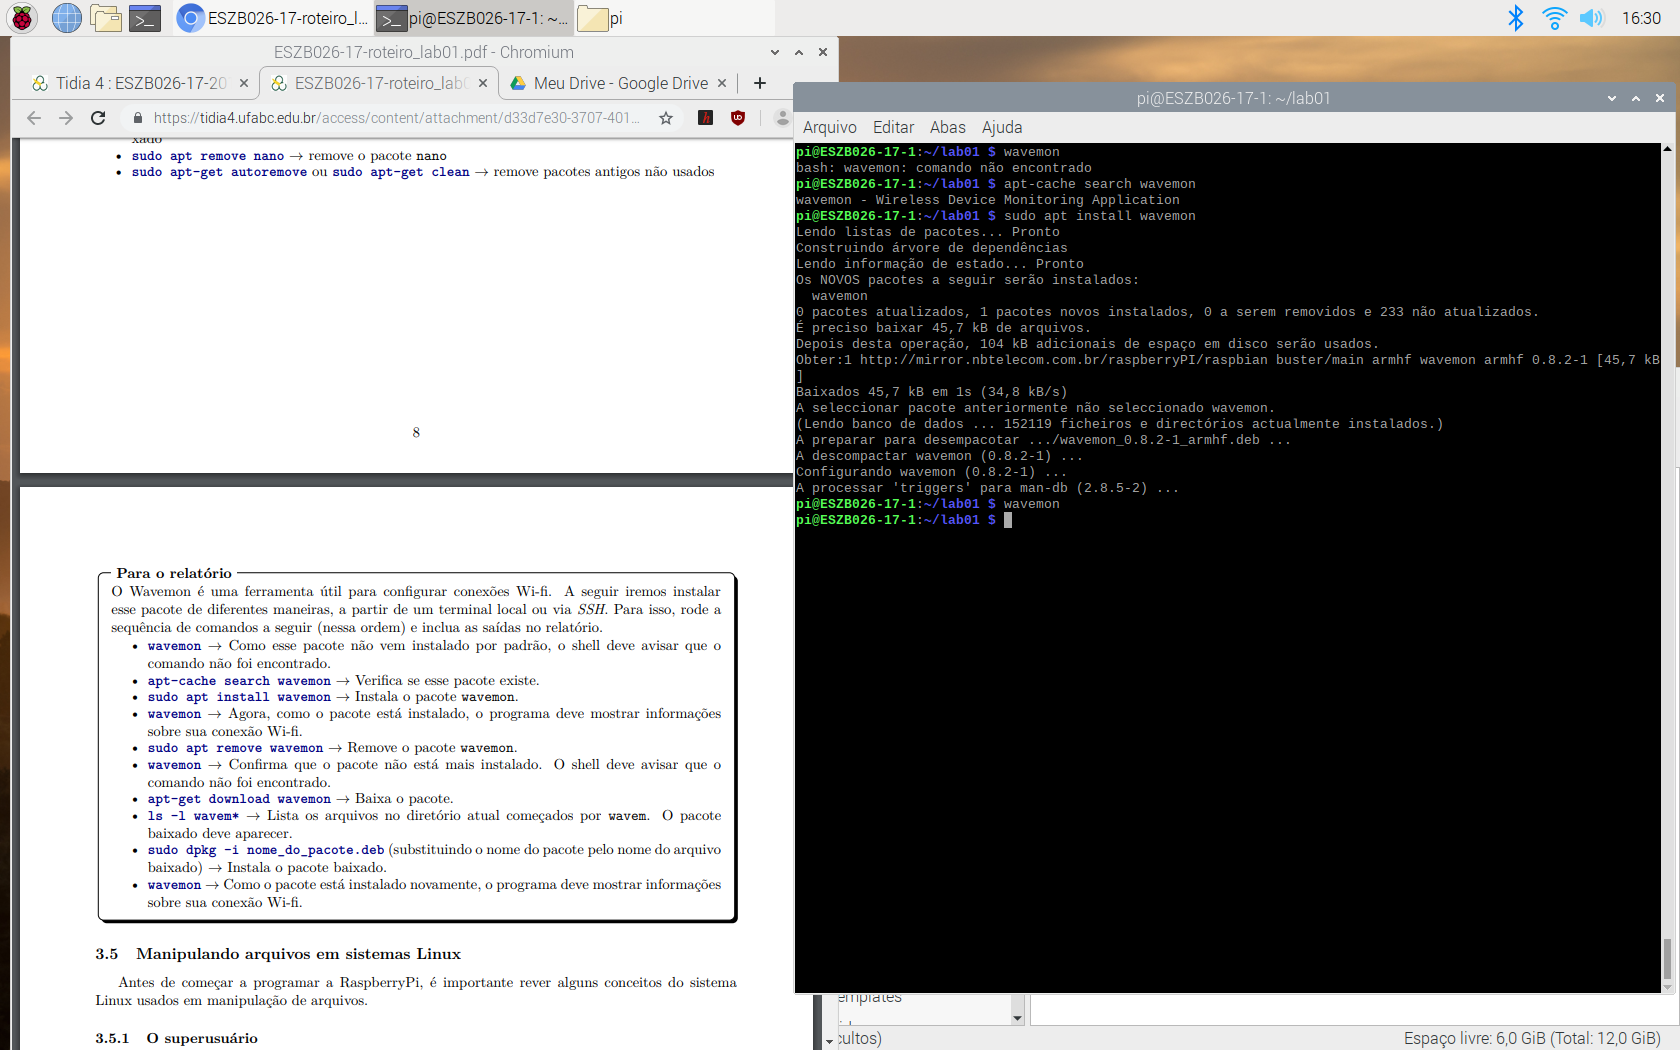 ESZB026-17-roteiro_l...
pi@ESZB026-17-1: ~...
pi
16:30
ESZB026-17-roteiro_lab01.pdf - Chromium
Tidia 4 : ESZB026-17-20
ESZB026-17-roteiro_lab0
Meu Drive - Google Drive
https://tidia4.ufabc.edu.br/access/content/attachment/d33d7e30-3707-401...
xado
• sudo apt remove nano → remove o pacote nano
• sudo apt-get autoremove ou sudo apt-get clean → remove pacotes antigos não usados
8
Para o relatório
O Wavemon é uma ferramenta útil para configurar conexões Wi-fi. A seguir iremos instalar
esse pacote de diferentes maneiras, a partir de um terminal local ou via SSH. Para isso, rode a
sequência de comandos a seguir (nessa ordem) e inclua as saídas no relatório.
• wavemon → Como esse pacote não vem instalado por padrão, o shell deve avisar que o
comando não foi encontrado.
• apt-cache search wavemon → Verifica se esse pacote existe.
• sudo apt install wavemon → Instala o pacote wavemon.
• wavemon → Agora, como o pacote está instalado, o programa deve mostrar informações
sobre sua conexão Wi-fi.
• sudo apt remove wavemon → Remove o pacote wavemon.
• wavemon → Confirma que o pacote não está mais instalado. O shell deve avisar que o
comando não foi encontrado.
• apt-get download wavemon → Baixa o pacote.
• ls -l wavem* → Lista os arquivos no diretório atual começados por wavem. O pacote
baixado deve aparecer.
• sudo dpkg -i nome_do_pacote.deb (substituindo o nome do pacote pelo nome do arquivo
baixado) → Instala o pacote baixado.
• wavemon → Como o pacote está instalado novamente, o programa deve mostrar informações
sobre sua conexão Wi-fi.
3.5 Manipulando arquivos em sistemas Linux
Antes de começar a programar a RaspberryPi, é importante rever alguns conceitos do sistema
Linux usados em manipulação de arquivos.
3.5.1 O superusuário
pi@ESZB026-17-1: ~/lab01
Arquivo Editar Abas Ajuda
pi@ESZB026-17-1:~/lab01 $ wavemon
bash: wavemon: comando não encontrado
pi@ESZB026-17-1:~/lab01 $ apt-cache search wavemon
wavemon - Wireless Device Monitoring Application
pi@ESZB026-17-1:~/lab01 $ sudo apt install wavemon
Lendo listas de pacotes... Pronto
Construindo árvore de dependências
Lendo informação de estado... Pronto
Os NOVOS pacotes a seguir serão instalados:
wavemon
0 pacotes atualizados, 1 pacotes novos instalados, 0 a serem removidos e 233 não atualizados.
É preciso baixar 45,7 kB de arquivos.
Depois desta operação, 104 kB adicionais de espaço em disco serão usados.
Obter:1 http://mirror.nbtelecom.com.br/raspberryPI/raspbian buster/main armhf wavemon armhf 0.8.2-1 [45,7 kB
]
Baixados 45,7 kB em 1s (34,8 kB/s)
A seleccionar pacote anteriormente não seleccionado wavemon.
(Lendo banco de dados ... 152119 ficheiros e directórios actualmente instalados.)
A preparar para desempacotar .../wavemon_0.8.2-1_armhf.deb ...
A descompactar wavemon (0.8.2-1) ...
Configurando wavemon (0.8.2-1) ...
A processar 'triggers' para man-db (2.8.5-2) ...
pi@ESZB026-17-1:~/lab01 $ wavemon
pi@ESZB026-17-1:~/lab01 $
emplates
cultos)
Espaço livre: 6,0 GiB (Total: 12,0 GiB)